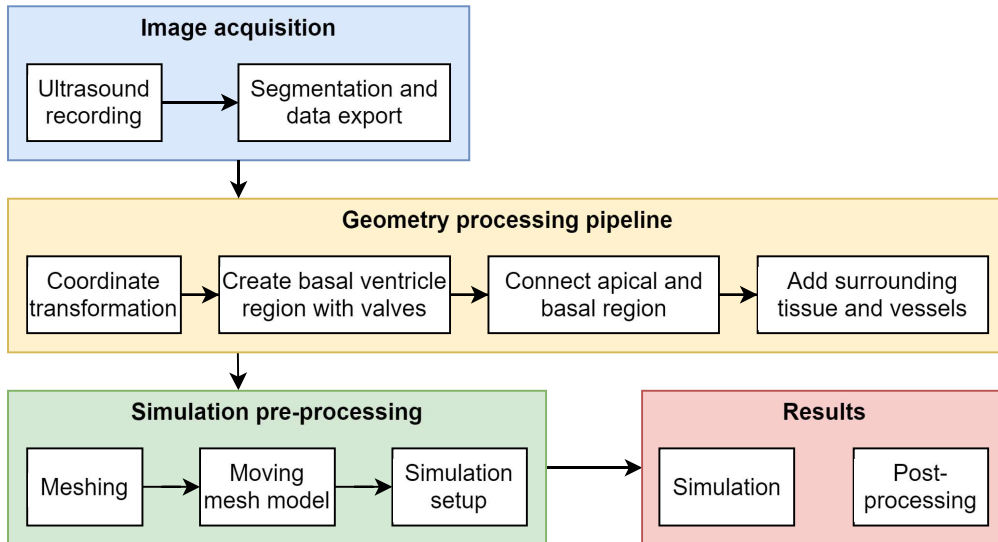 Image acquisition
Ultrasound
recording
Segmentation and
data export
Geometry processing pipeline
Coordinate
transformation
Create basal ventricle
region with valves
Connect apical and
basal region
Add surrounding
tissue and vessels
Simulation pre-processing
Meshing
Moving
mesh model
Simulation
setup
Results
Simulation
Post-
processing